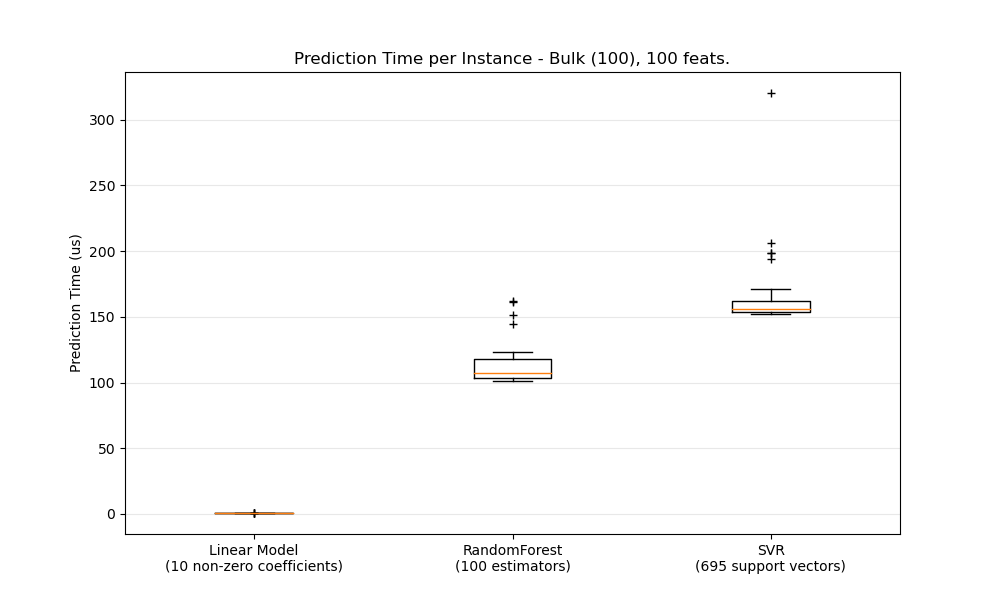 Prediction Time per Instance - Bulk (100), 100 feats.
Prediction Time (us)
300
250
200
150
100
50
0
Linear Model
(10 non-zero coefficients)
RandomForest
(100 estimators)
SVR
(695 support vectors)